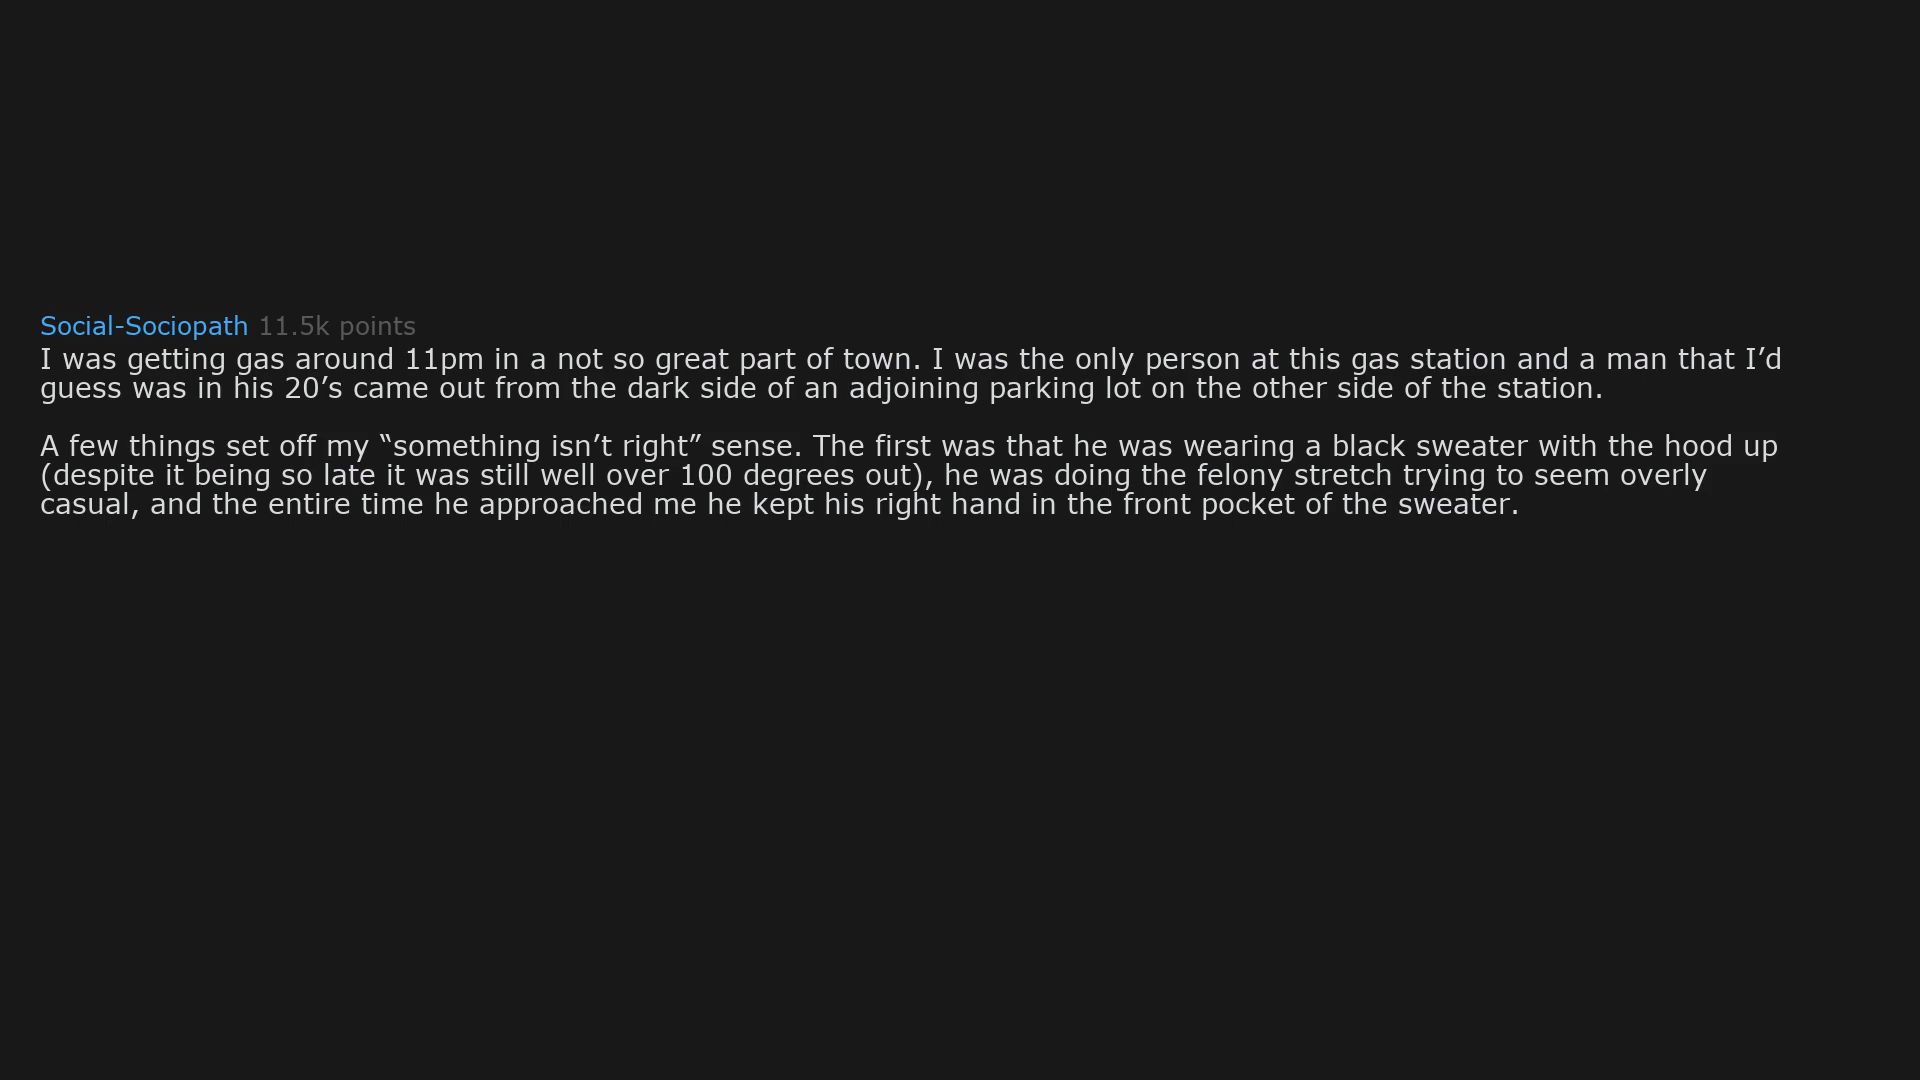 Social-Sociopath 11.5k points
I was getting gas around 11pm in a not so great part of town. I was the only person at this gas station and a man that I’d
guess was in his 20’s came out from the dark side of an adjoining parking lot on the other side of the station.
A few things set off my “something isn’t right” sense. The first was that he was wearing a black sweater with the hood up
(despite it being so late it was still well over 100 degrees out), he was doing the felony stretch trying to seem overly
casual, and the entire time he approached me he kept his right hand in the front pocket of the sweater.